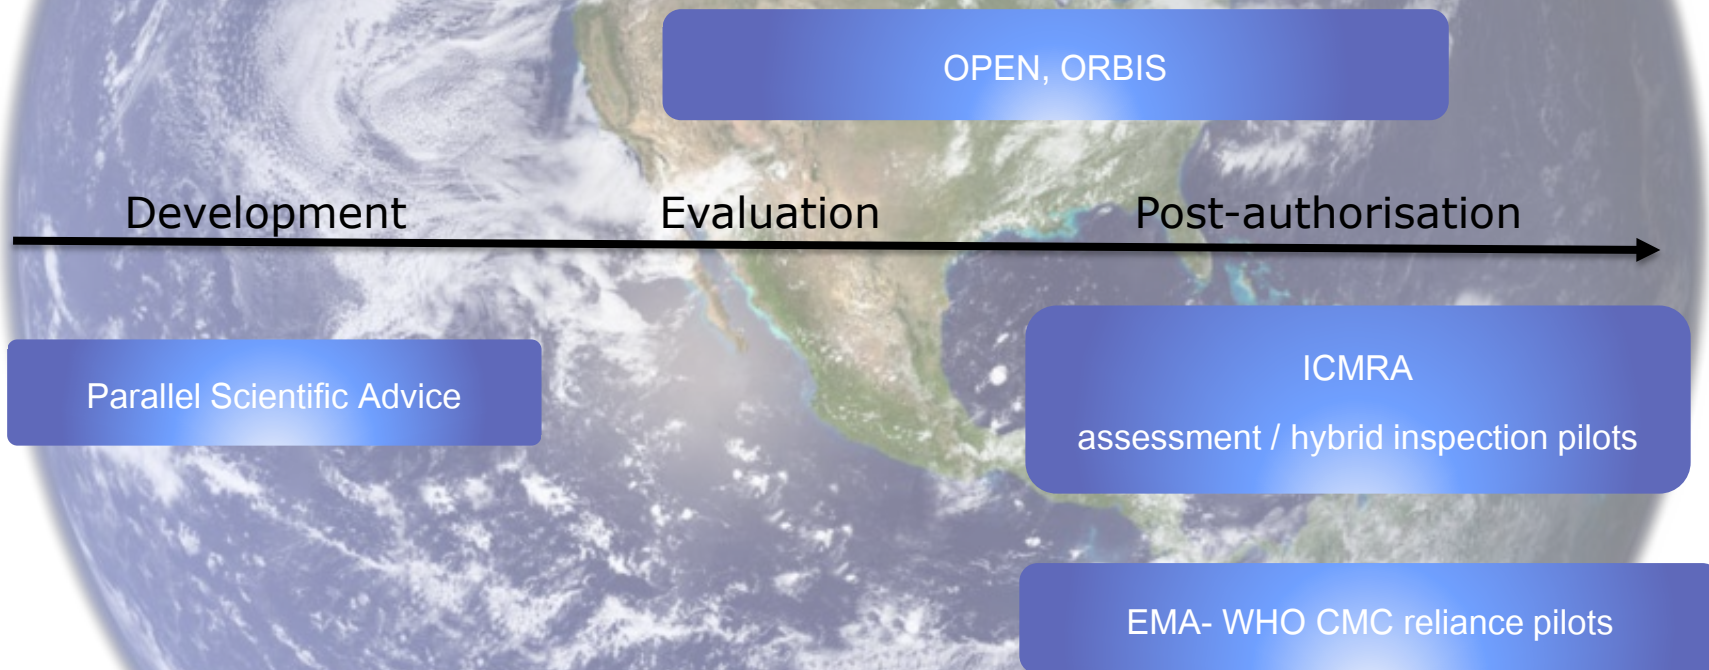 OPEN, ORBIS
Development
Evaluation
Post-authorisation
Parallel Scientific Advice
ICMRA
assessment / hybrid inspection pilots
EMA- WHO CMC reliance pilots